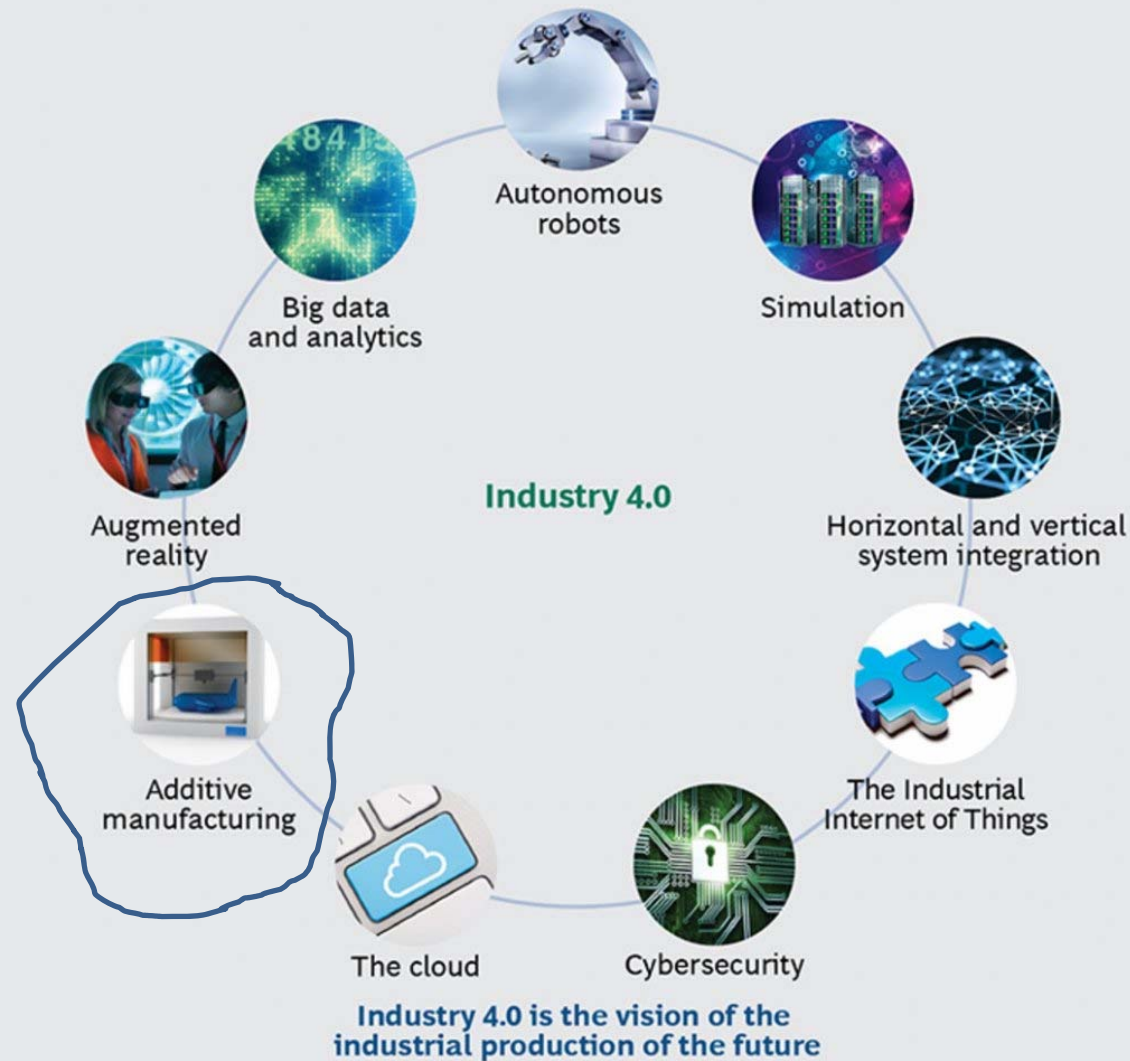 Autonomous
robots
Simulation
Horizontal and vertical
system integration
The Industrial
Internet of Things
Cybersecurity
The cloud
Additive
manufacturing
Augmented
reality
Big data
and analytics
Industry 4.0
Industry 4.0 is the vision of the
industrial production of the future